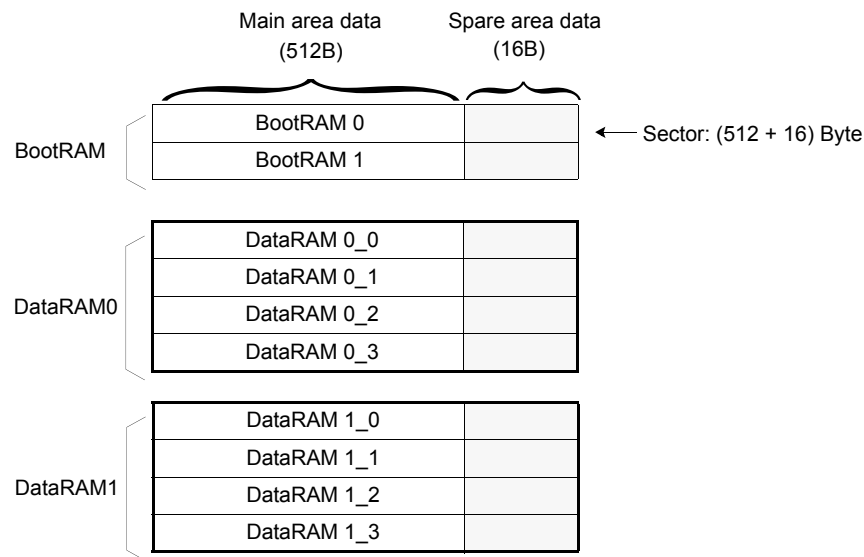 Main area data
(512B)
Spare area data
(16B)
BootRAM
BootRAM 0
BootRAM 1
Sector: (512 + 16) Byte
DataRAM0
DataRAM 0_0
DataRAM 0_1
DataRAM 0_2
DataRAM 0_3
DataRAM1
DataRAM 1_0
DataRAM 1_1
DataRAM 1_2
DataRAM 1_3